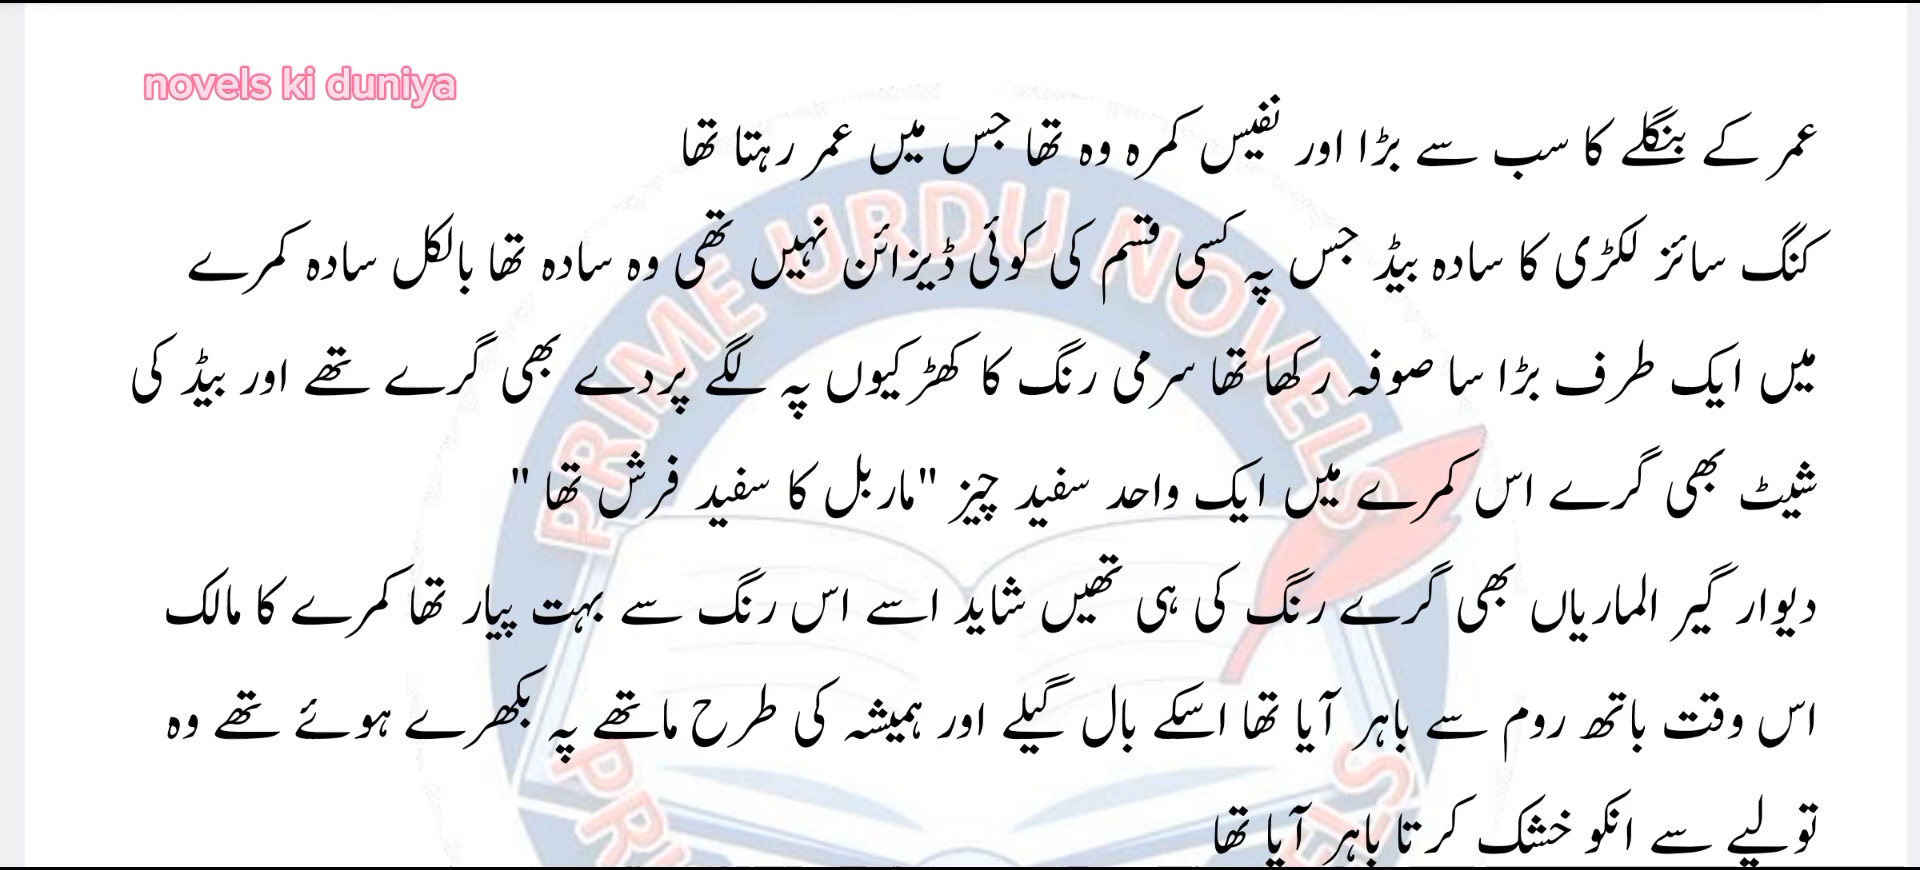 novels ki duniya
عمر کے بنگلے کا سب سے بڑا اور نفیس کمرہ وہ تھا جس میں عمر رہتا تھا
کنگ سائز لکڑی کا سادہ بیڈ جس پہ کسی قسم کی کوئی ڈیزائن نہیں تھی وہ سادہ تھا بالکل سادہ کمرے
میں ایک طرف بڑا سا صوفہ رکھا تھا سرمی رنگ کا کھڑکیوں پہ لگے پردے بھی گرے تھے اور بیڈ کی
شیٹ بھی گرے اس کمرے میں ایک واحد سفید چیز "ماربل کا سفید فرش تھا"
دیوار گیر الماریاں بھی گرے رنگ کی ہی تھیں شاید اسے اس رنگ سے بہت پیار تھا کمرے کا مالک
اس وقت باتھ روم سے باہر آیا تھا اسکے بال گیلے اور ہمیشہ کی طرح ماتھے پہ بکھرے ہوئے تھے وہ
تولیے سے انکو خشک کرتا باہر آیا تھا
PRIME URDU NOVELS